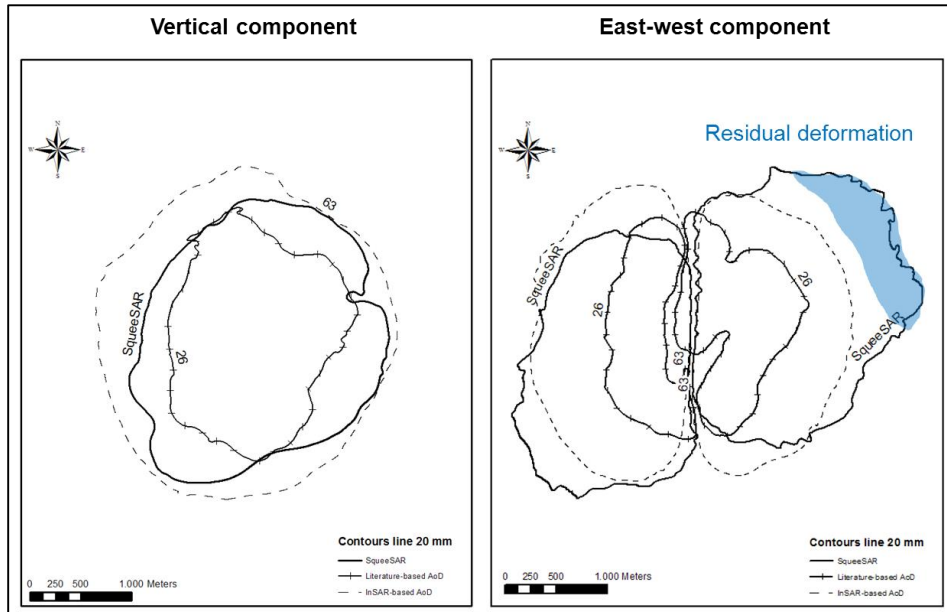 Vertical component
East-west component
N
W
E
S
63
SqueeSAR
26
Contours line 20 mm
SqueeSAR
Literature-based AoD
InSAR-based AoD
0 250 500 1.000 Meters
N
W
E
S
Residual deformation
SqueeSAR
26
26
63
63
SqueeSAR
Contours line 20 mm
SqueeSAR
Literature-based AoD
InSAR-based AoD
0 250 500 1.000 Meters